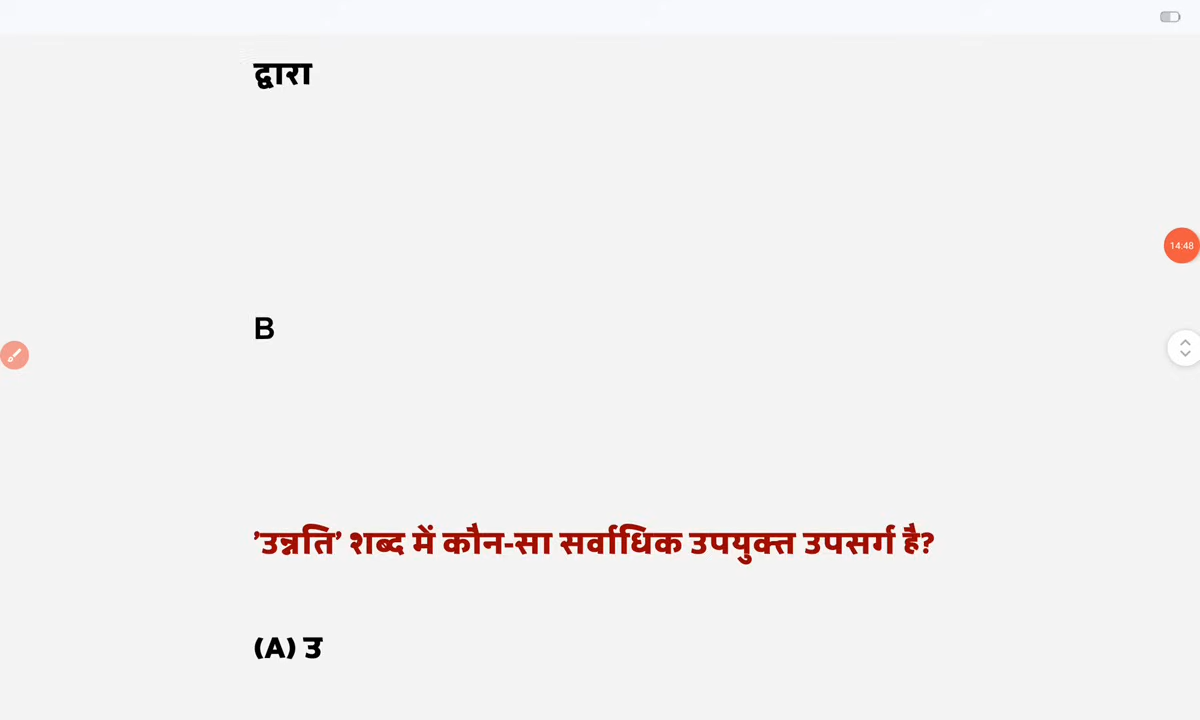 द्वारा
14:48
B
'उन्नति' शब्द में कौन-सा सर्वाधिक उपयुक्त उपसर्ग है?
(A) उ